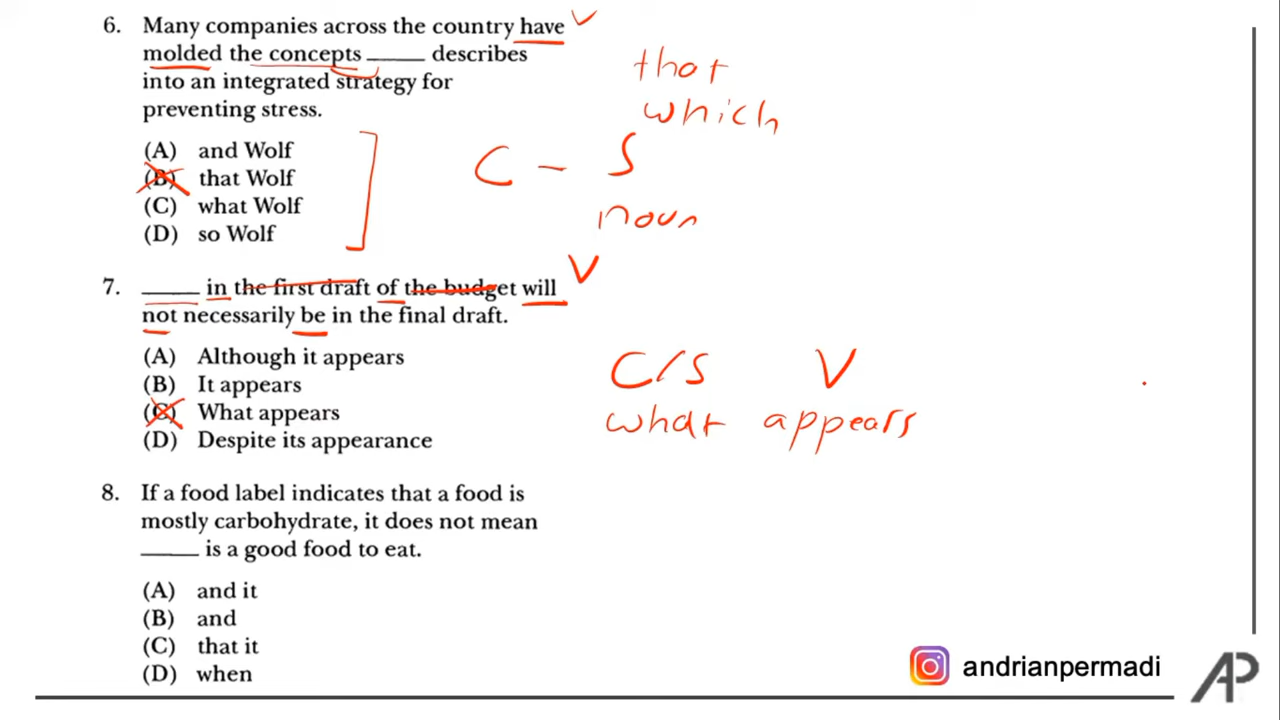 6. Many companies across the country have
molded the concepts _____ describes
into an integrated strategy for
preventing stress.
(A) and Wolf
(B) that Wolf
(C) what Wolf
(D) so Wolf
that
which
C - S
noun
V
7. _____ in the first draft of the budget will
not necessarily be in the final draft.
(A) Although it appears
(B) It appears
(C) What appears
(D) Despite its appearance
C/S V
what appears
8. If a food label indicates that a food is
mostly carbohydrate, it does not mean
_____ is a good food to eat.
(A) and it
(B) and
(C) that it
(D) when
andrianpermadi
AP